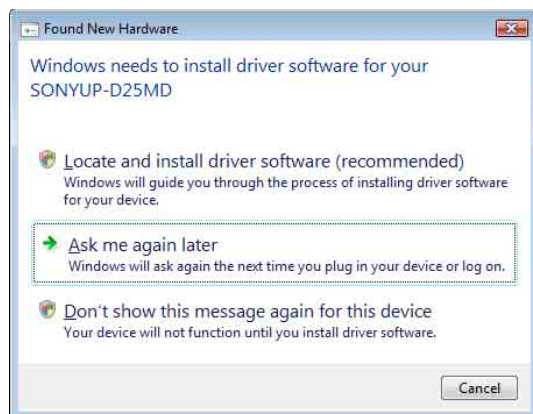 Found New Hardware
Windows needs to install driver software for your
SONYUP-D25MD
Locate and install driver software (recommended)
Windows will guide you through the process of installing driver software
for your device.
Ask me again later
Windows will ask again the next time you plug in your device or log on.
Don't show this message again for this device
Your device will not function until you install driver software.
Cancel